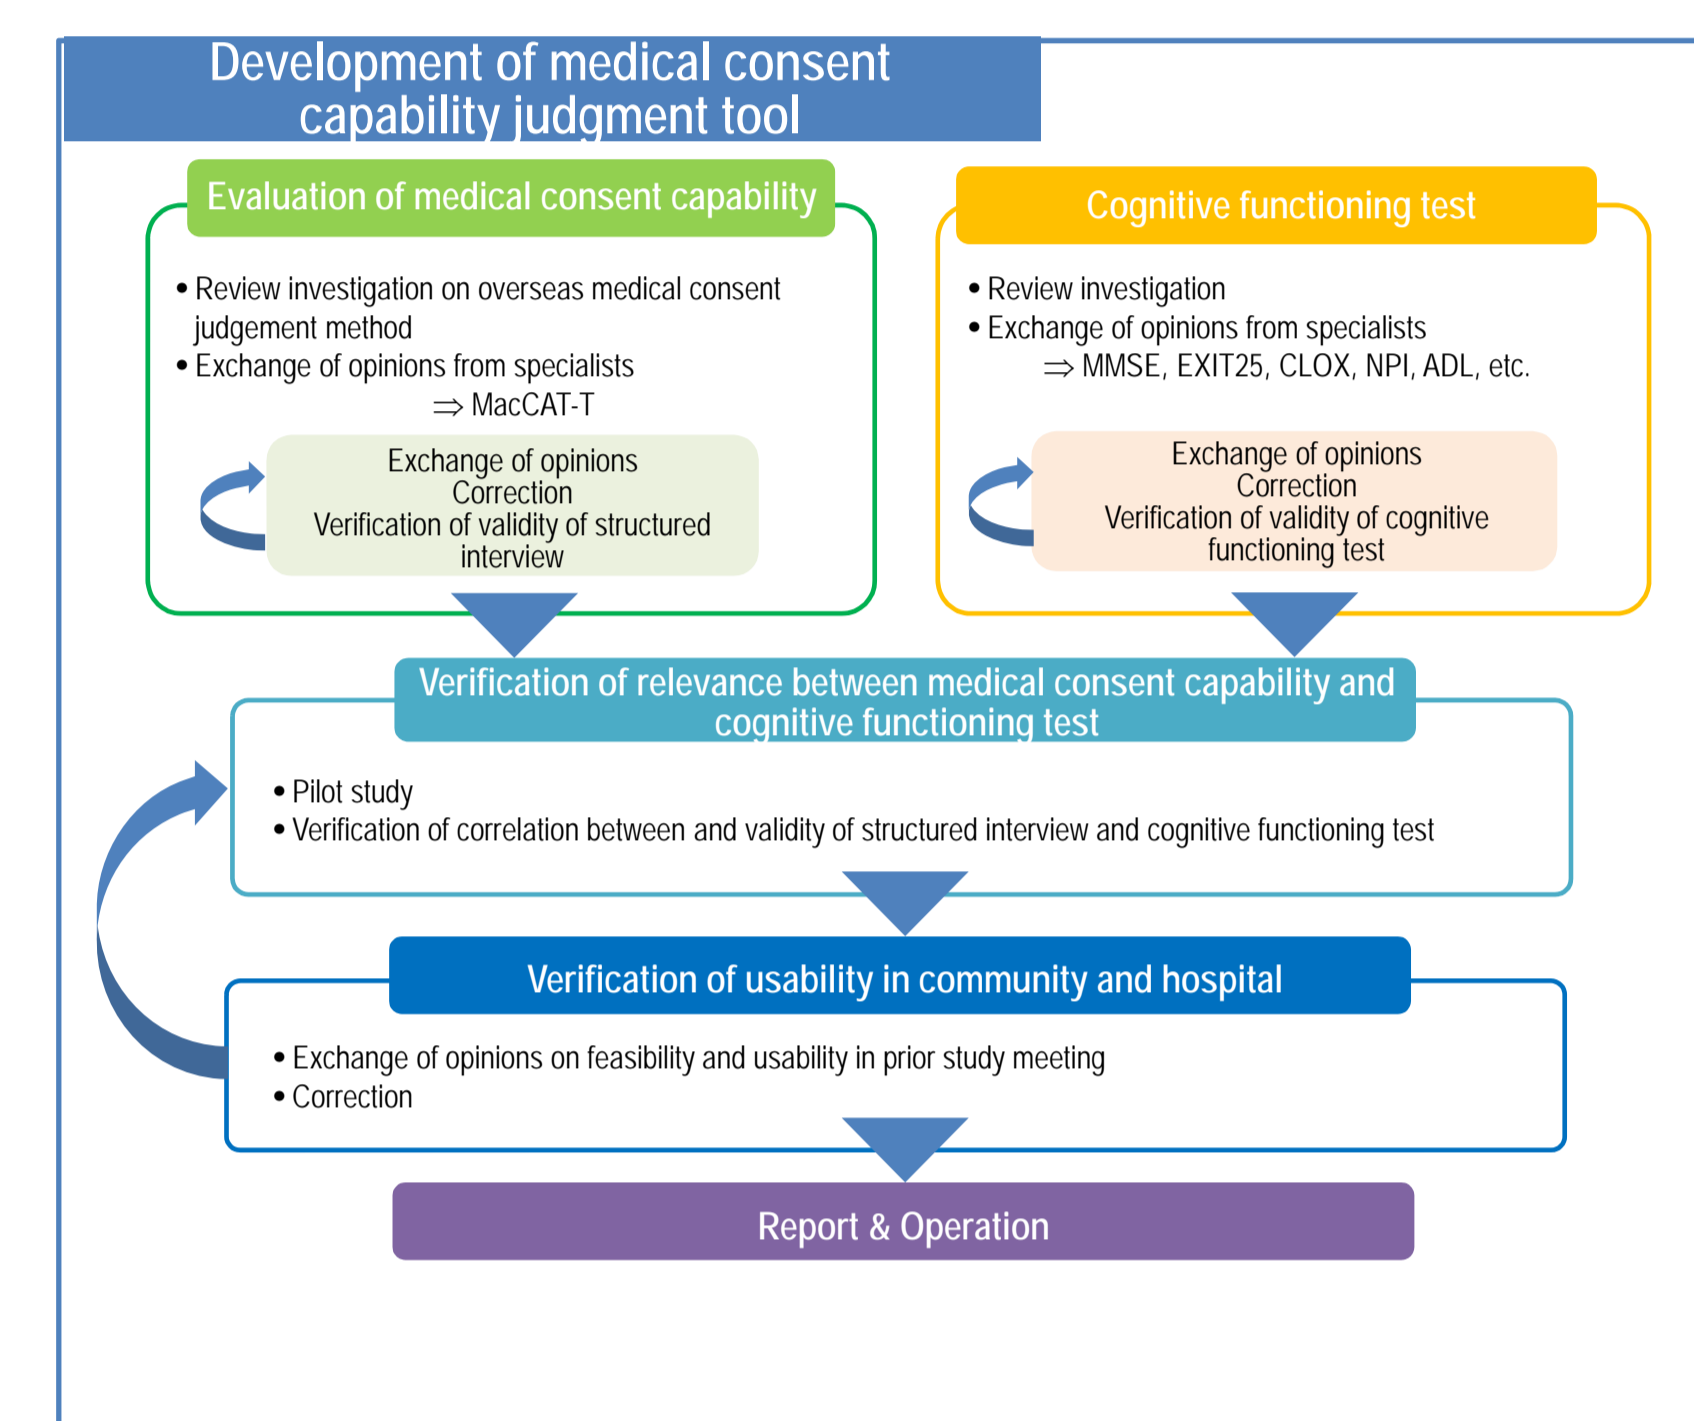 Development of medical consent
capability judgment tool
Evaluation of medical consent capability
• Review investigation on overseas medical consent
judgement method
• Exchange of opinions from specialists
⇒ MacCAT-T
Exchange of opinions
Correction
Verification of validity of structured
interview
Cognitive functioning test
• Review investigation
• Exchange of opinions from specialists
⇒ MMSE, EXIT25, CLOX, NPI, ADL, etc.
Exchange of opinions
Correction
Verification of validity of cognitive
functioning test
Verification of relevance between medical consent capability and
cognitive functioning test
• Pilot study
• Verification of correlation between and validity of structured interview and cognitive functioning test
Verification of usability in community and hospital
• Exchange of opinions on feasibility and usability in prior study meeting
• Correction
Report & Operation